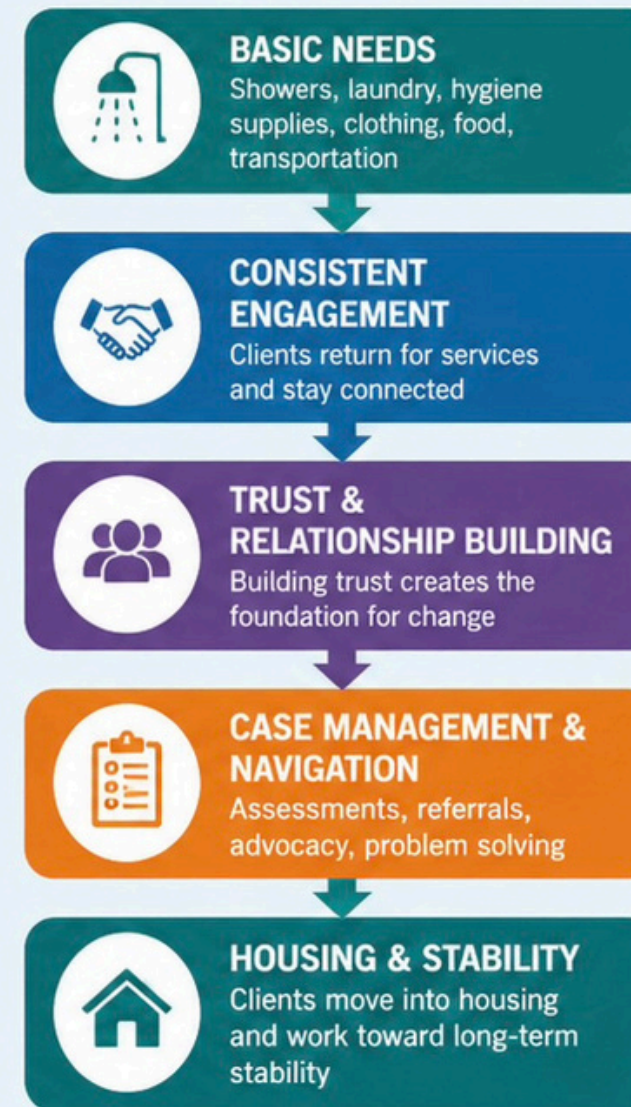 BASIC NEEDS
Showers, laundry, hygiene
supplies, clothing, food,
transportation
CONSISTENT
ENGAGEMENT
Clients return for services
and stay connected
TRUST &
RELATIONSHIP BUILDING
Building trust creates the
foundation for change
CASE MANAGEMENT &
NAVIGATION
Assessments, referrals,
advocacy, problem solving
HOUSING & STABILITY
Clients move into housing
and work toward long-term
stability